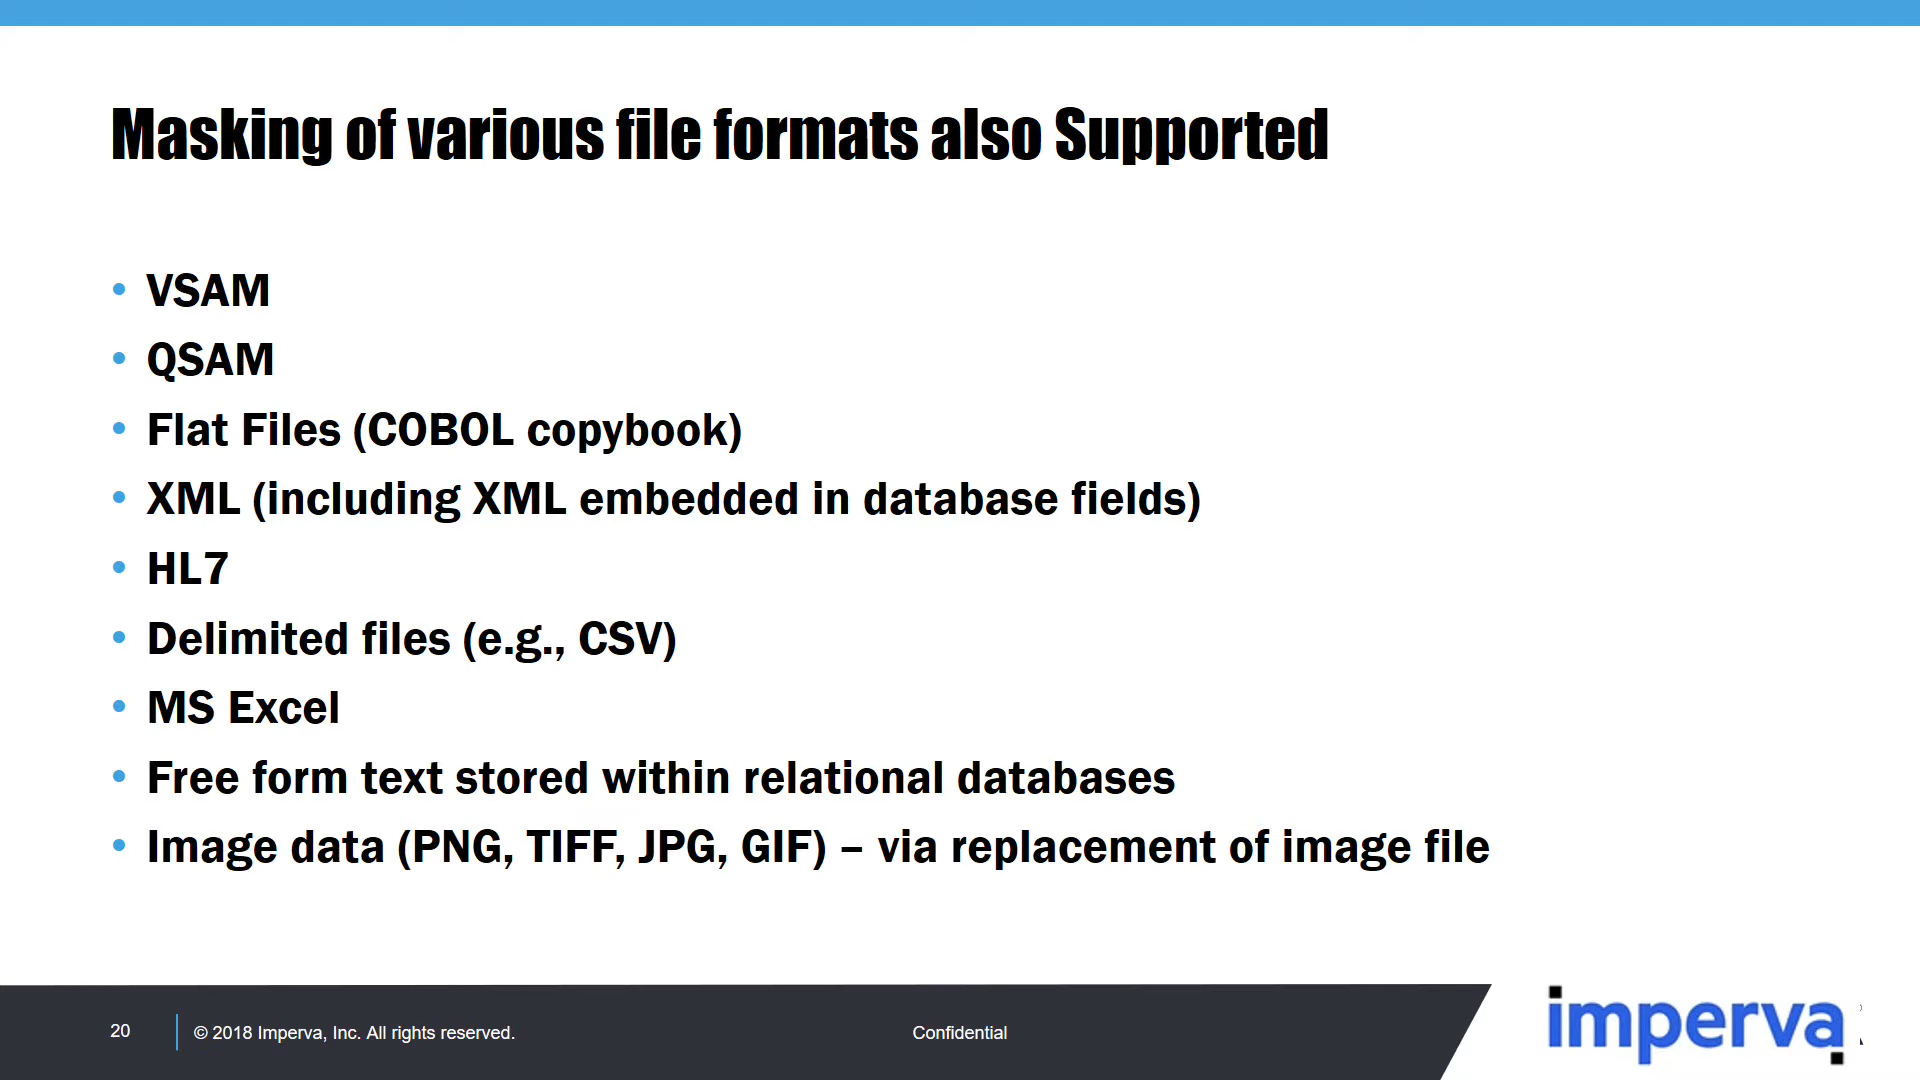 Masking of various file formats also Supported
• VSAM
• QSAM
• Flat Files (COBOL copybook)
• XML (including XML embedded in database fields)
• HL7
• Delimited files (e.g., CSV)
• MS Excel
• Free form text stored within relational databases
• Image data (PNG, TIFF, JPG, GIF) – via replacement of image file
20
© 2018 Imperva, Inc. All rights reserved.
Confidential
imperva